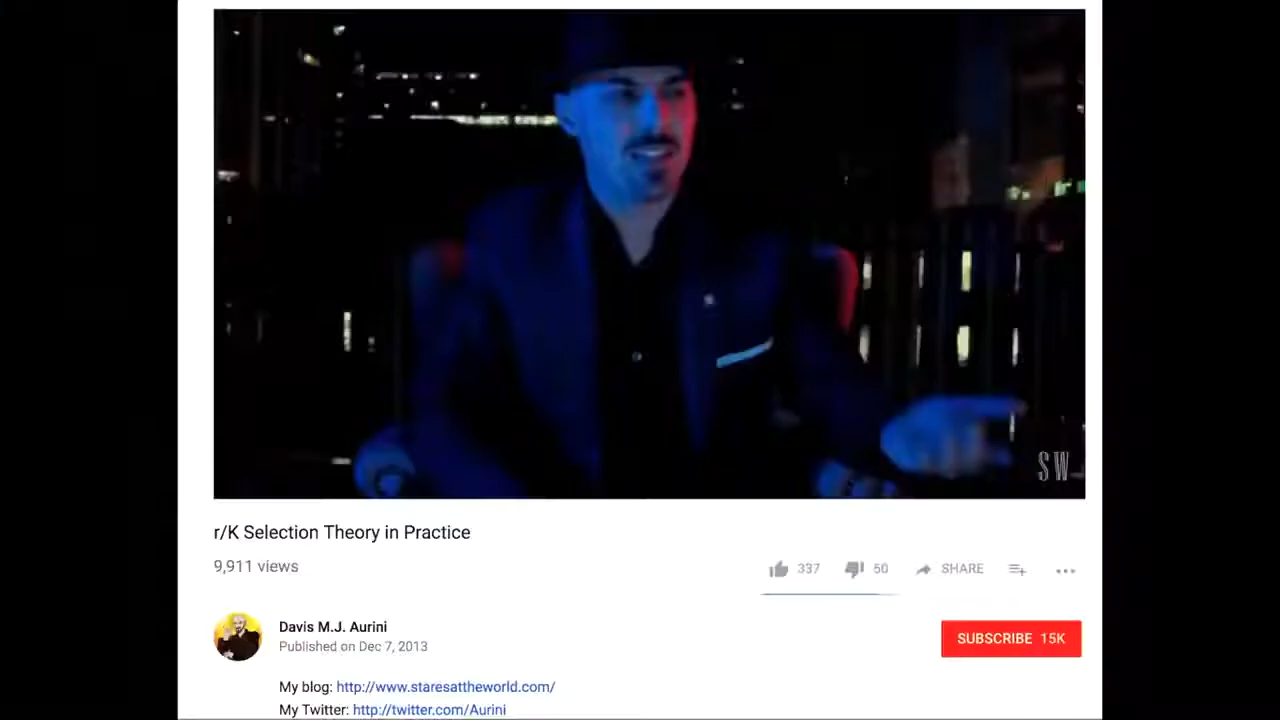 SW
r/K Selection Theory in Practice
9,911 views
337 50 SHARE
Davis M.J. Aurini
Published on Dec 7, 2013
SUBSCRIBE 15K
My blog: http://www.staresattheworld.com/
My Twitter: http://twitter.com/Aurini